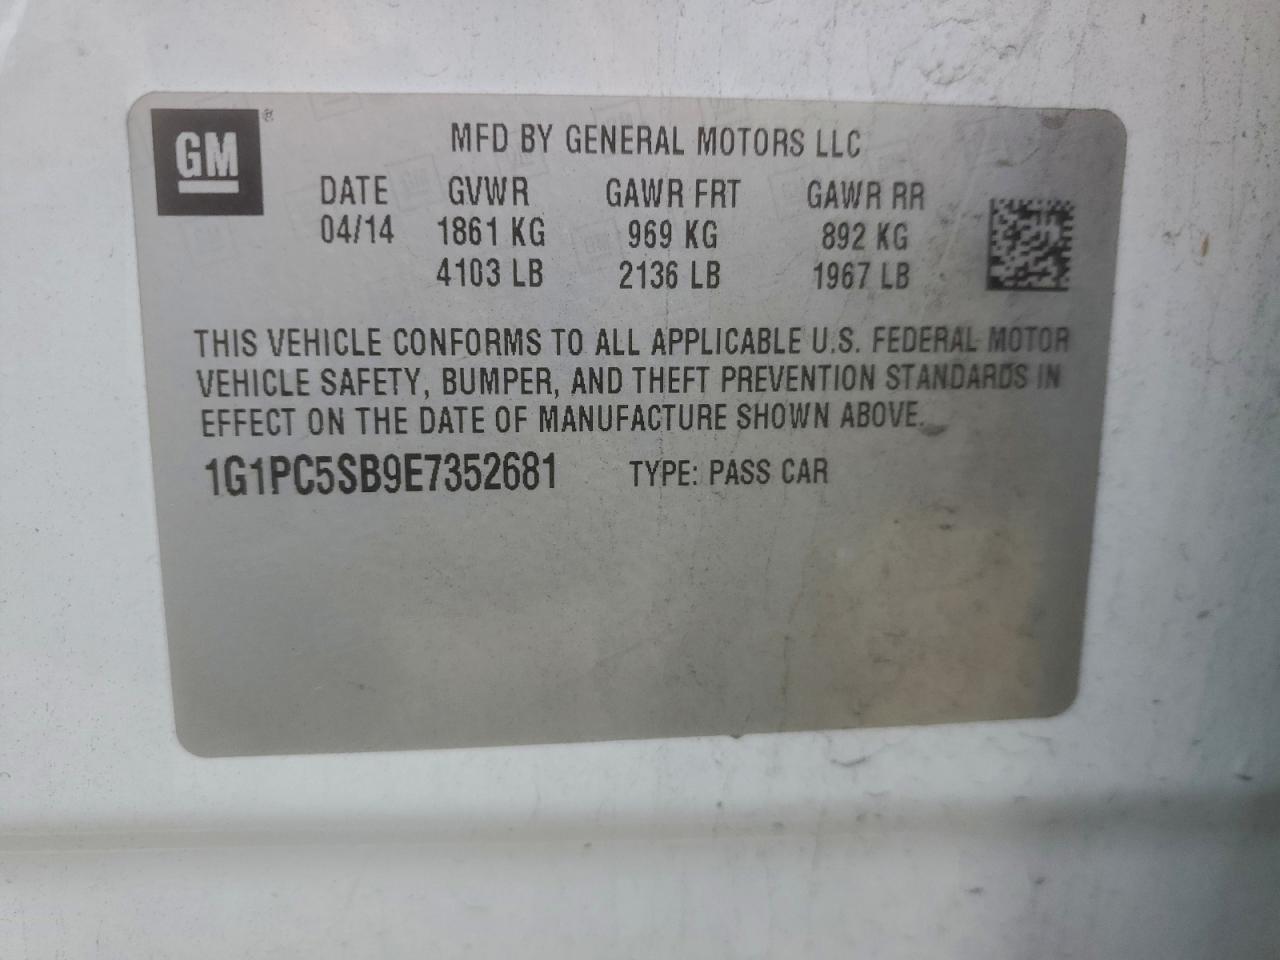 GM ®
MFD BY GENERAL MOTORS LLC
DATE GVWR GAWR FRT GAWR RR
04/14 1861 KG 969 KG 892 KG
4103 LB 2136 LB 1967 LB
THIS VEHICLE CONFORMS TO ALL APPLICABLE U.S. FEDERAL MOTOR
VEHICLE SAFETY, BUMPER, AND THEFT PREVENTION STANDARDS IN
EFFECT ON THE DATE OF MANUFACTURE SHOWN ABOVE.
1G1PC5SB9E7352681 TYPE: PASS CAR